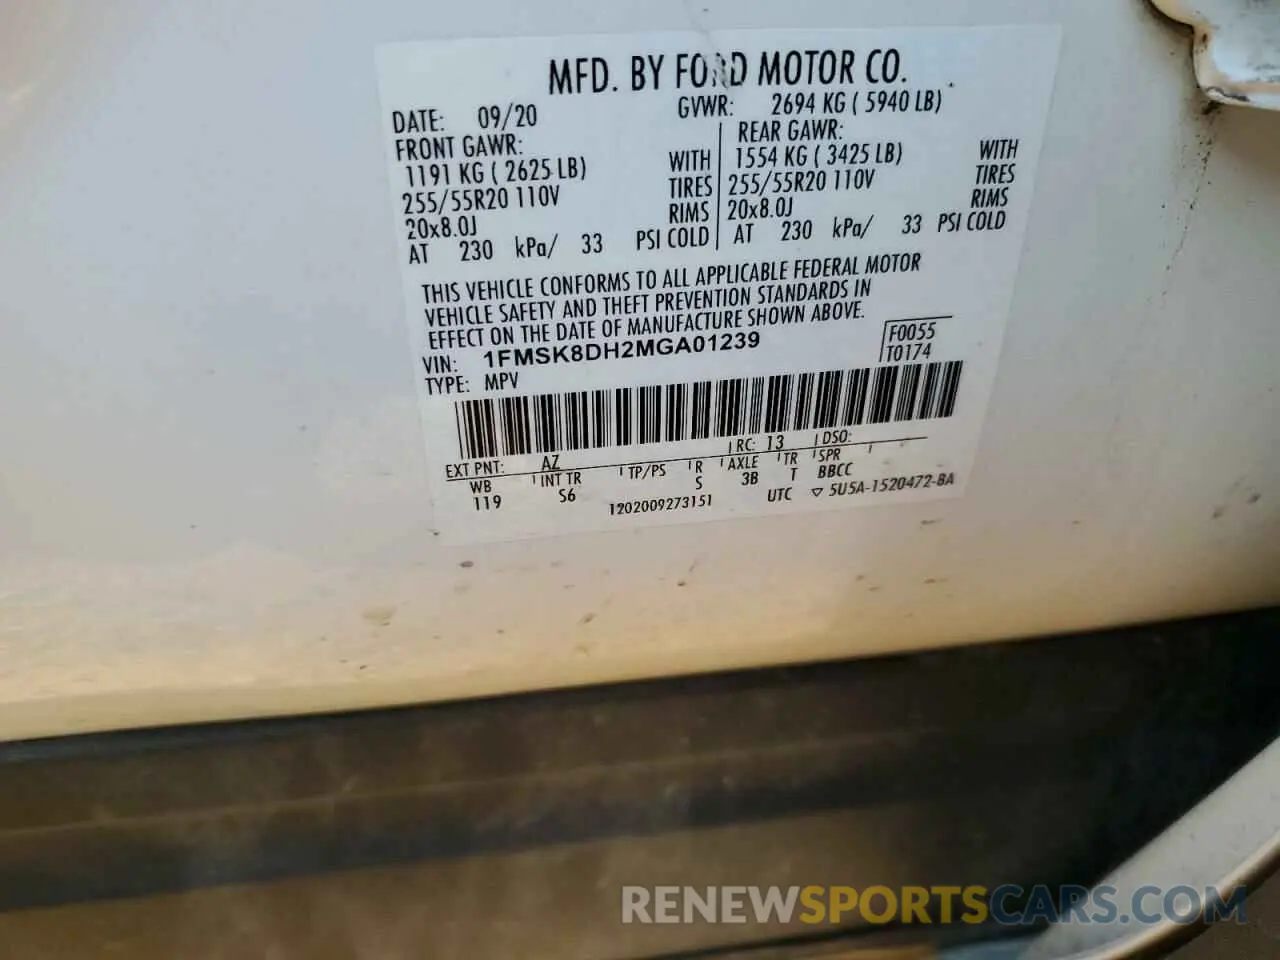 MFD. BY FORD MOTOR CO.
DATE: 09/20 GVWR: 2694 KG ( 5940 LB)
FRONT GAWR: REAR GAWR:
1191 KG ( 2625 LB) WITH 1554 KG ( 3425 LB) WITH
255/55R20 110V TIRES 255/55R20 110V TIRES
20x8.0J RIMS 20x8.0J RIMS
AT 230 kPa/ 33 PSI COLD AT 230 kPa/ 33 PSI COLD
THIS VEHICLE CONFORMS TO ALL APPLICABLE FEDERAL MOTOR
VEHICLE SAFETY AND THEFT PREVENTION STANDARDS IN
EFFECT ON THE DATE OF MANUFACTURE SHOWN ABOVE.
VIN: 1FMSK8DH2MGA01239 F0055
TYPE: MPV T0174
EXT PNT: AZ RC: 13 DSO:
WB INT TR TP/PS R AXLE TR SPR
119 S6 S 3B T BBCC
1202009273151 UTC ▽ 5U5A-1520472-BA
RENEWSPORTSCARS.COM